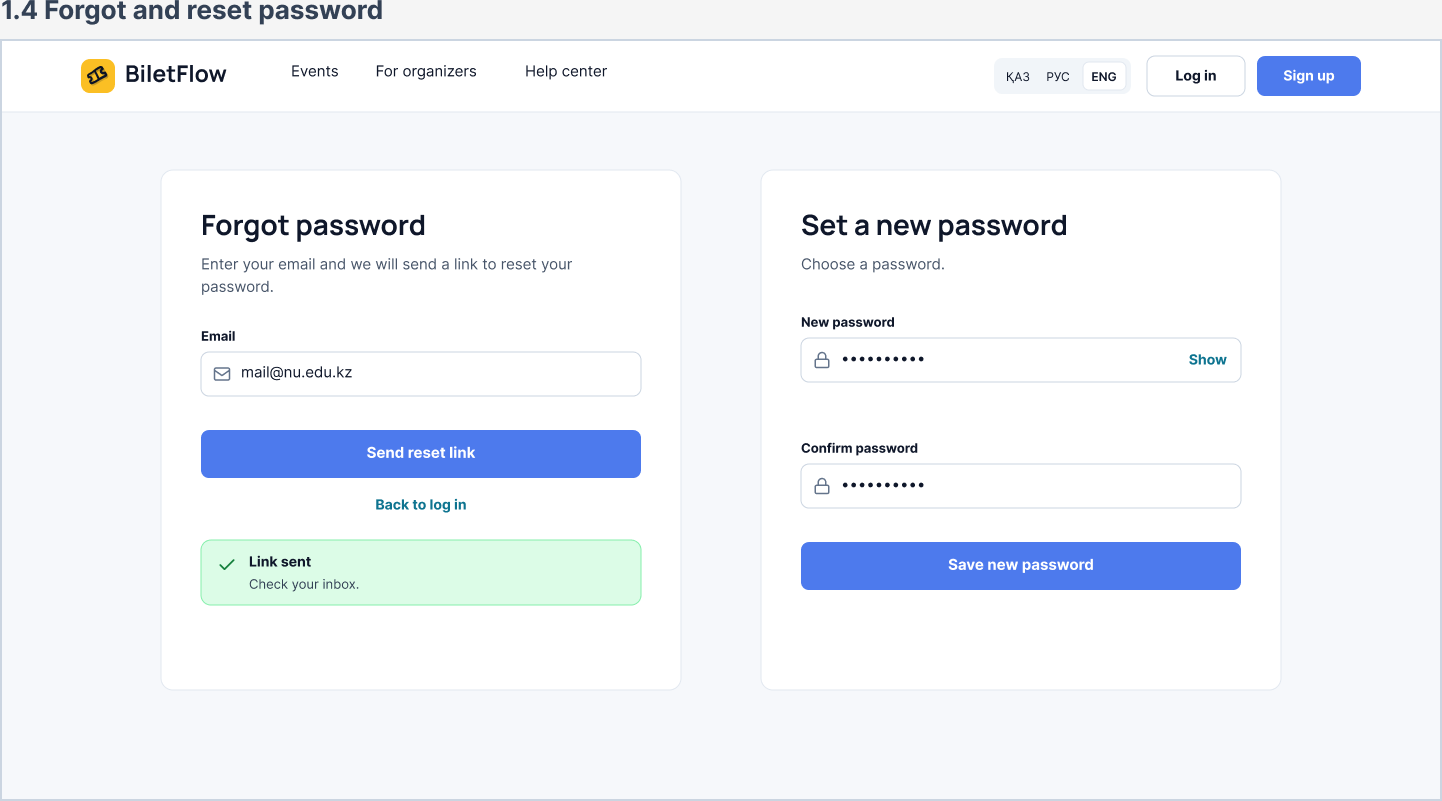 1.4 Forgot and reset password
BiletFlow
Events
For organizers
Help center
ҚАЗ
РУС
ENG
Log in
Sign up
Forgot password
Enter your email and we will send a link to reset your
password.
Email
mail@nu.edu.kz
Send reset link
Back to log in
Link sent
Check your inbox.
Set a new password
Choose a password.
New password
••••••••••
Show
Confirm password
••••••••••
Save new password